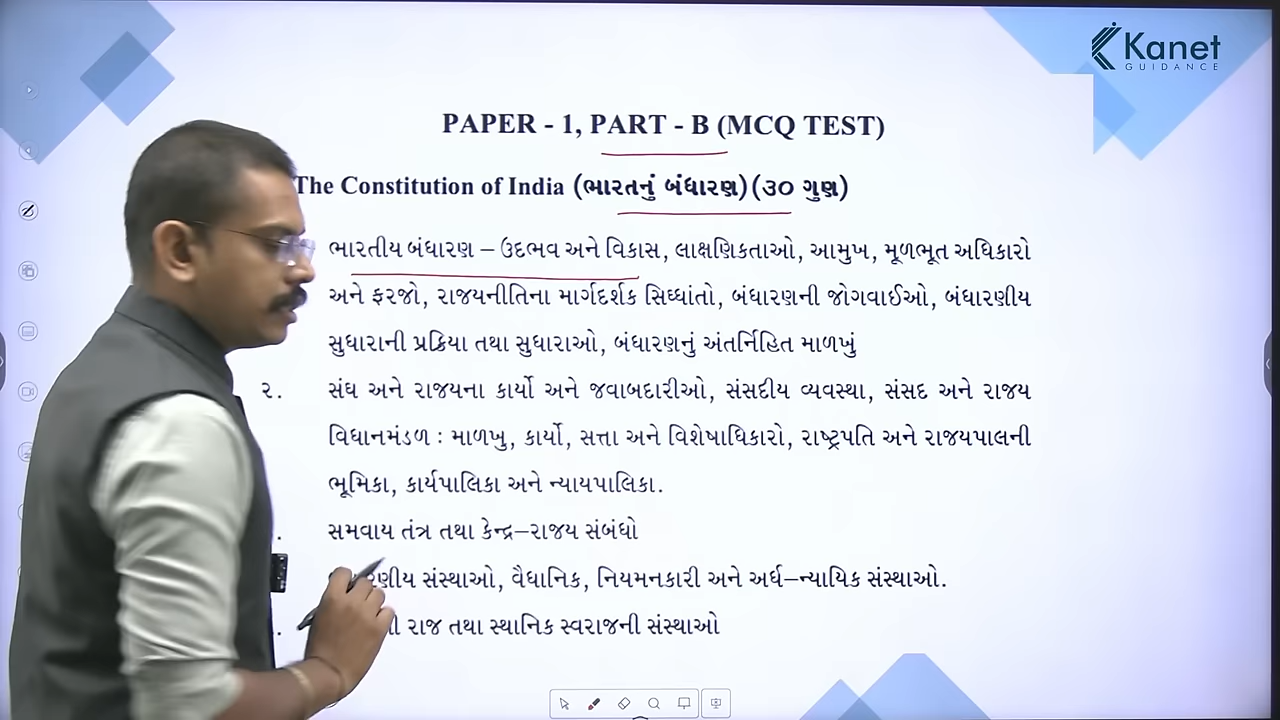 Kanet
GUIDANCE
PAPER - 1, PART - B (MCQ TEST)
The Constitution of India (ભારતનું બંધારણ)(૩૦ ગુણ)
ભારતીય બંધારણ – ઉદભવ અને વિકાસ, લાક્ષણિકતાઓ, આમુખ, મૂળભૂત અધિકારો
અને ફરજો, રાજયનીતિના માર્ગદર્શક સિધ્ધાંતો, બંધારણની જોગવાઈઓ, બંધારણીય
સુધારાની પ્રક્રિયા તથા સુધારાઓ, બંધારણનું અંતર્નિહિત માળખું
૨. સંઘ અને રાજયના કાર્યો અને જવાબદારીઓ, સંસદીય વ્યવસ્થા, સંસદ અને રાજય
વિધાનમંડળ : માળખુ, કાર્યો, સત્તા અને વિશેષાધિકારો, રાષ્ટ્રપતિ અને રાજયપાલની
ભૂમિકા, કાર્યપાલિકા અને ન્યાયપાલિકા.
સમવાય તંત્ર તથા કેન્દ્ર–રાજય સંબંધો
સંસ્થાઓ, વૈધાનિક, નિયમનકારી અને અર્ધ–ન્યાયિક સંસ્થાઓ.
રાજ તથા સ્થાનિક સ્વરાજની સંસ્થાઓ